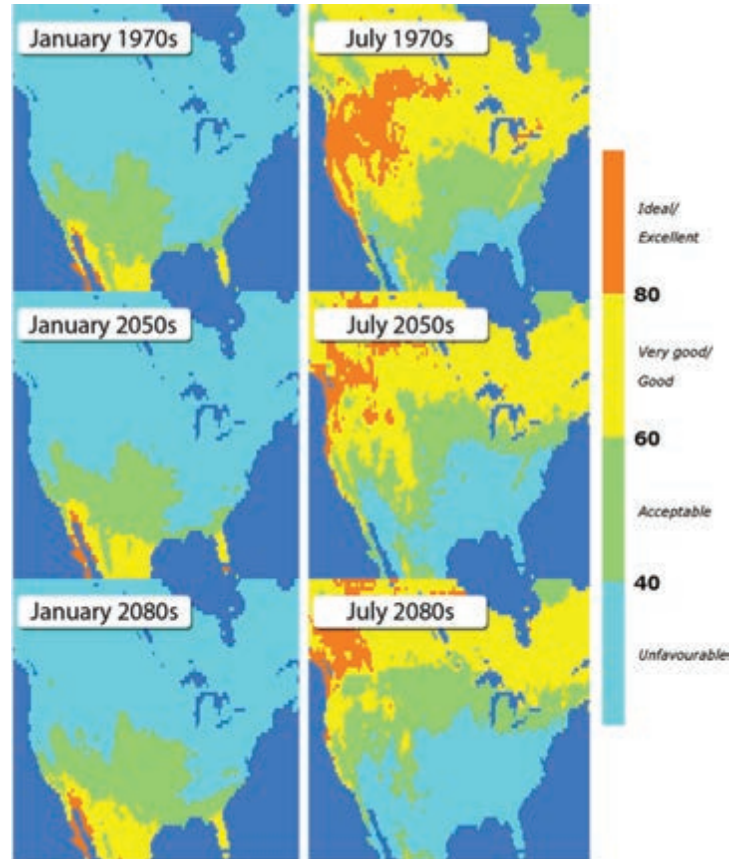 January 1970s
July 1970s
January 2050s
July 2050s
January 2080s
July 2080s
Ideal/
Excellent
80
Very good/
Good
60
Acceptable
40
Unfavourable